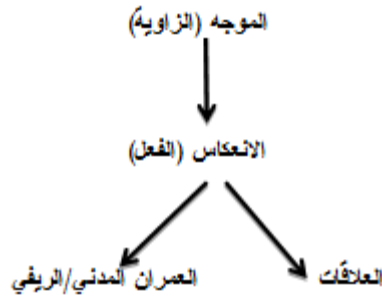 الموجه (الزاوية)
الانعكاس (الفعل)
العلاقات
العمران المدني/الريفي